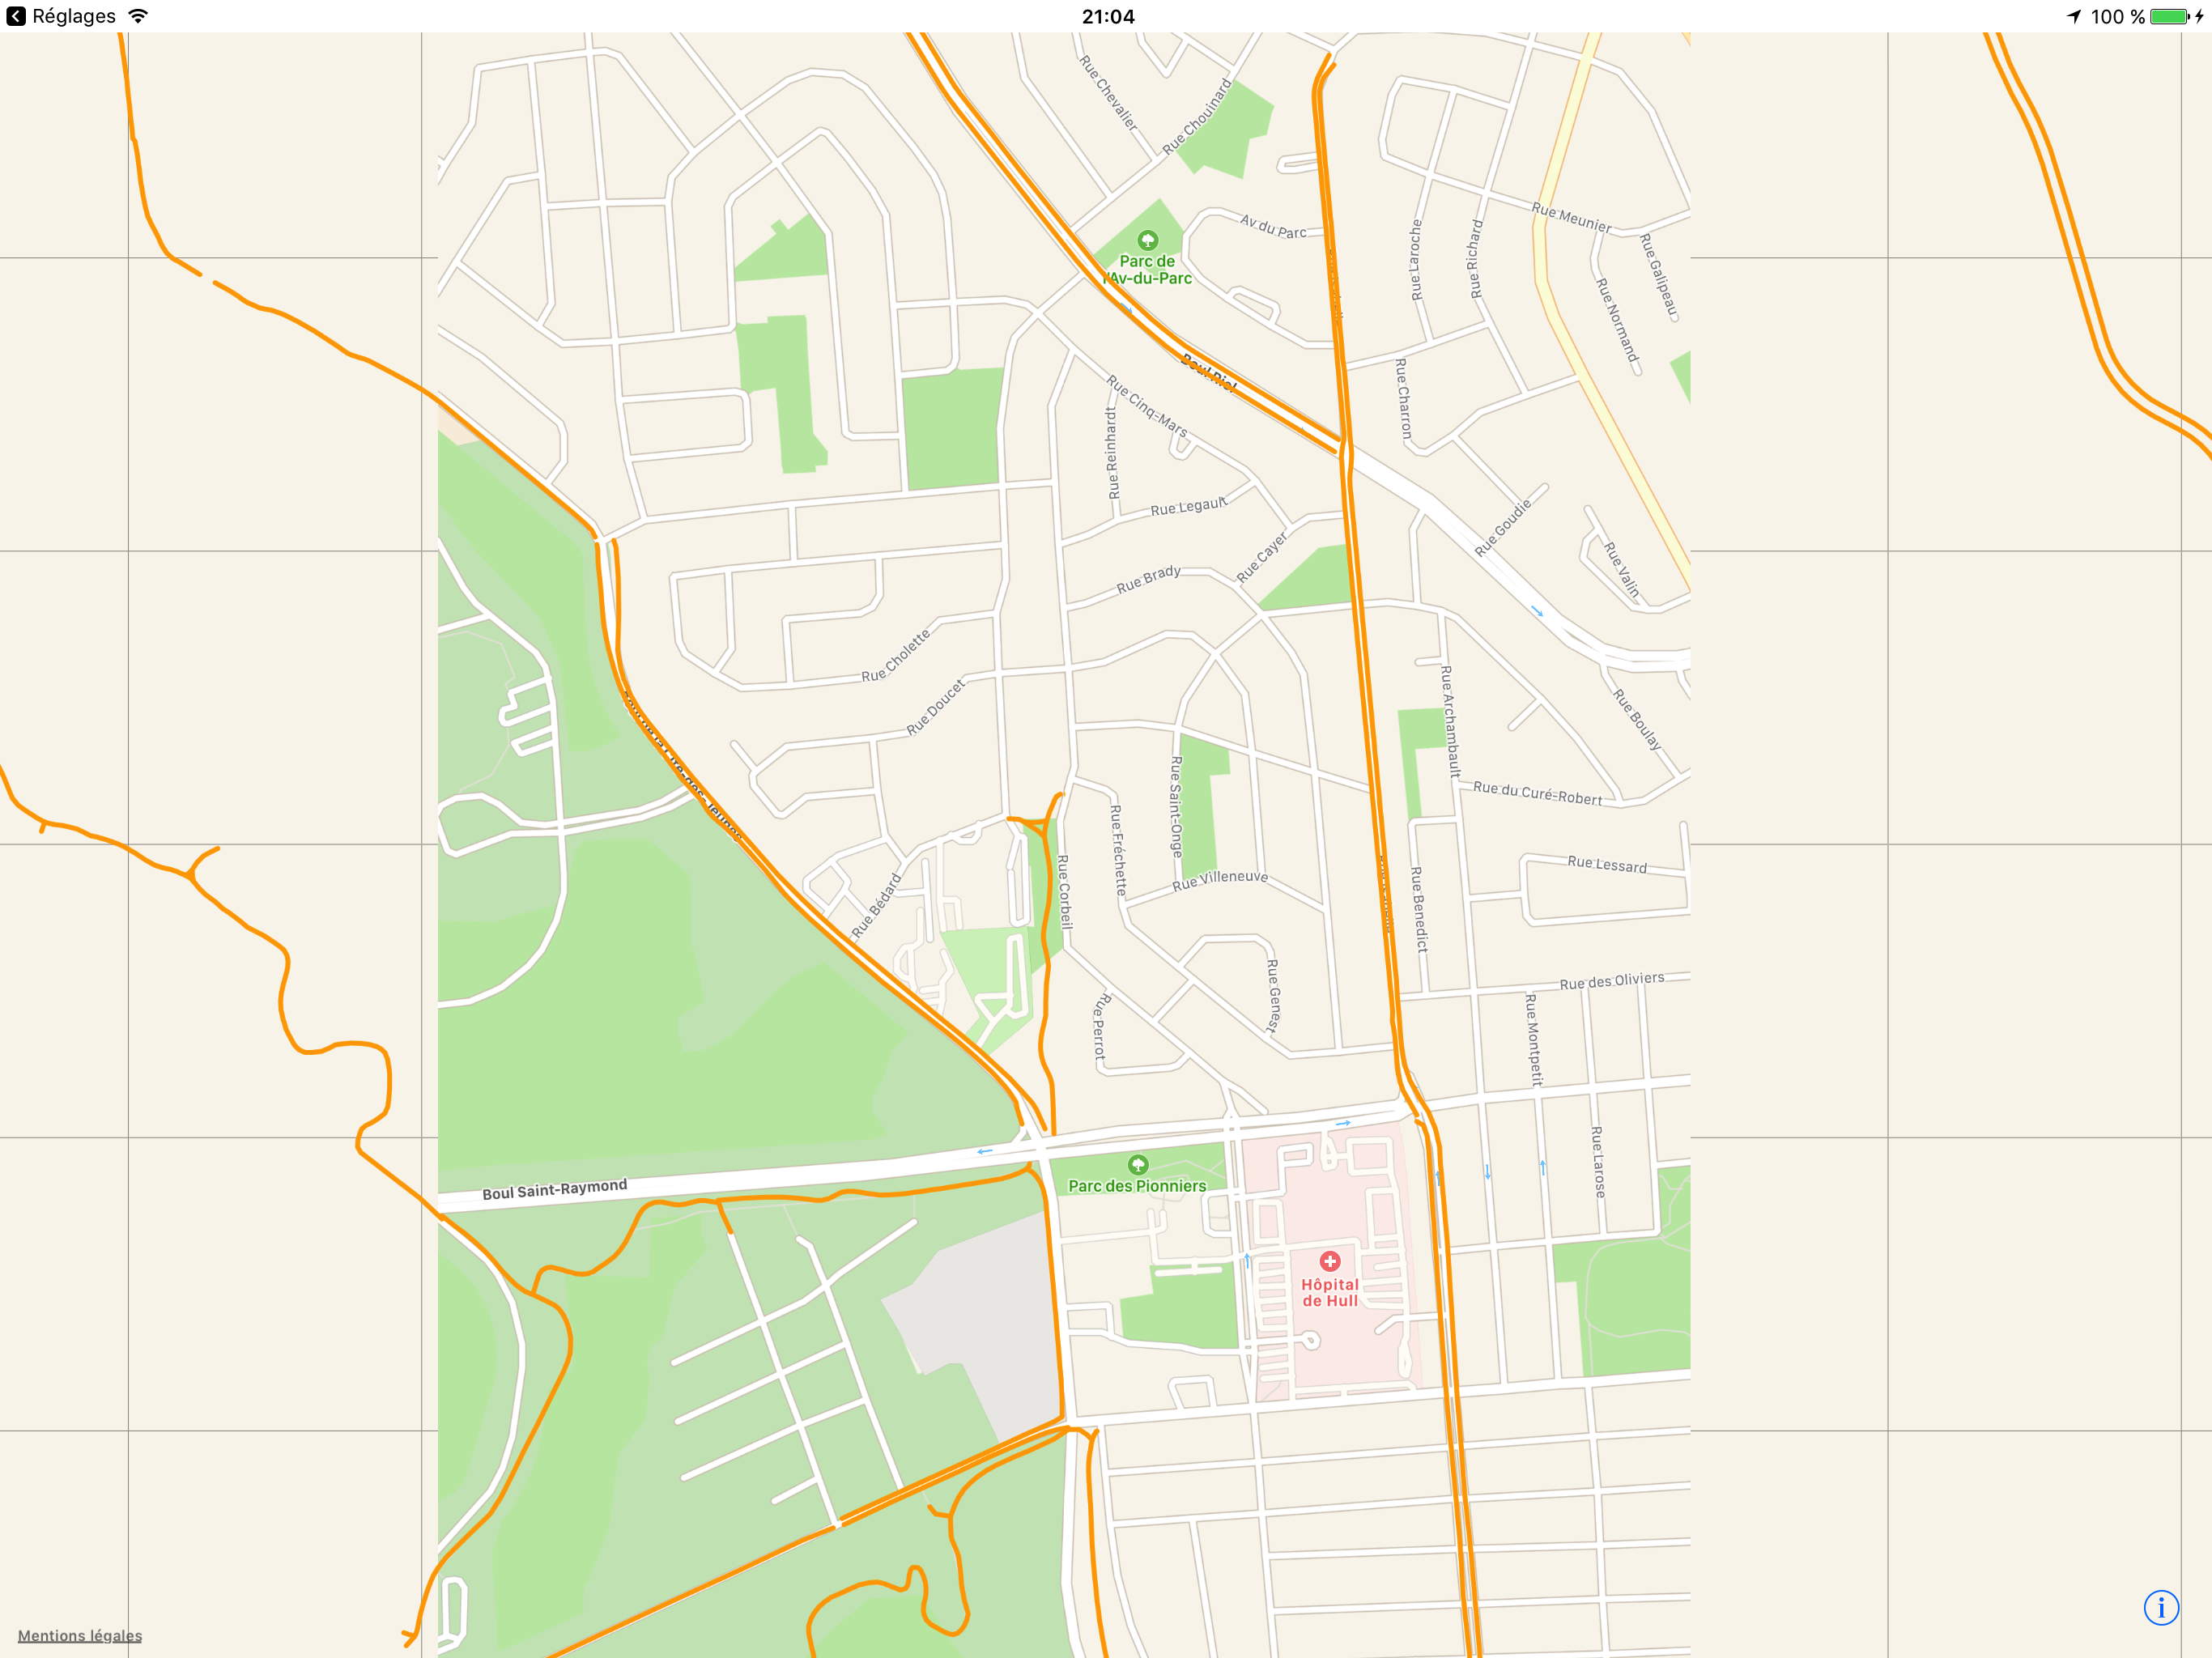 Réglages
21:04
100 %
Rue Chevalier
Rue Chouinard
Rue Meunier
Av du Parc
Rue Laroche
Rue Richard
Rue Galipeau
Parc de
l'Av-du-Parc
Rue Normand
Boul Riel
Rue Cinq-Mars
Rue Charron
Rue Reinhardt
Rue Legault
Rue Goudie
Rue Cayer
Rue Valin
Rue Brady
Rue Cholette
Rue Doucet
Rue Archambault
Rue Boulay
Rue Saint-Onge
Rue du Curé-Robert
Rue Fréchette
Rue Lessard
Rue Corbeil
Rue Villeneuve
Rue Bédard
Rue Benedict
Rue des Oliviers
Rue Genest
Rue Perrot
Rue Montpetit
Rue Larose
Parc des Pionniers
Boul Saint-Raymond
Hôpital
de Hull
Mentions légales
i